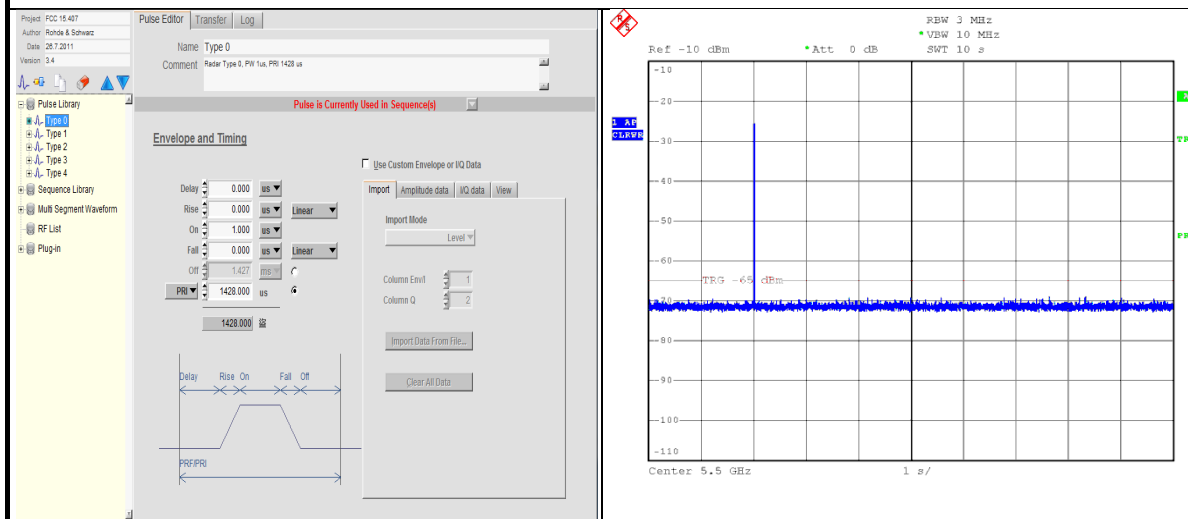 Project FCC 15.407
Author Rohde & Schwarz
Date 26.7.2011
Version 3.4
Pulse Library
Type 0
Type 1
Type 2
Type 3
Type 4
Sequence Library
Multi Segment Waveform
RF List
Plug-in
Pulse Editor Transfer Log
Name Type 0
Comment Radar Type 0, PW 1us, PRI 1428 us
Pulse is Currently Used in Sequence(s)
Envelope and Timing
Delay 0.000 us
Rise 0.000 us Linear
On 1.000 us
Fall 0.000 us Linear
Off 1.427 ms
PRI 1428.000 us
1428.000
Delay Rise On Fall Off
PRF/PRI
Use Custom Envelope or I/Q Data
Import Amplitude data I/Q data View
Import Mode
Level
Column Env/I 1
Column Q 2
Import Data From File...
Clear All Data
R S
RBW 3 MHz
* VBW 10 MHz
Ref -10 dBm * Att 0 dB SWT 10 s
1 AP
CLRWR
-10
-20
-30
-40
-50
-60
TRG -65 dBm
-70
-80
-90
-100
-110
Center 5.5 GHz 1 s/